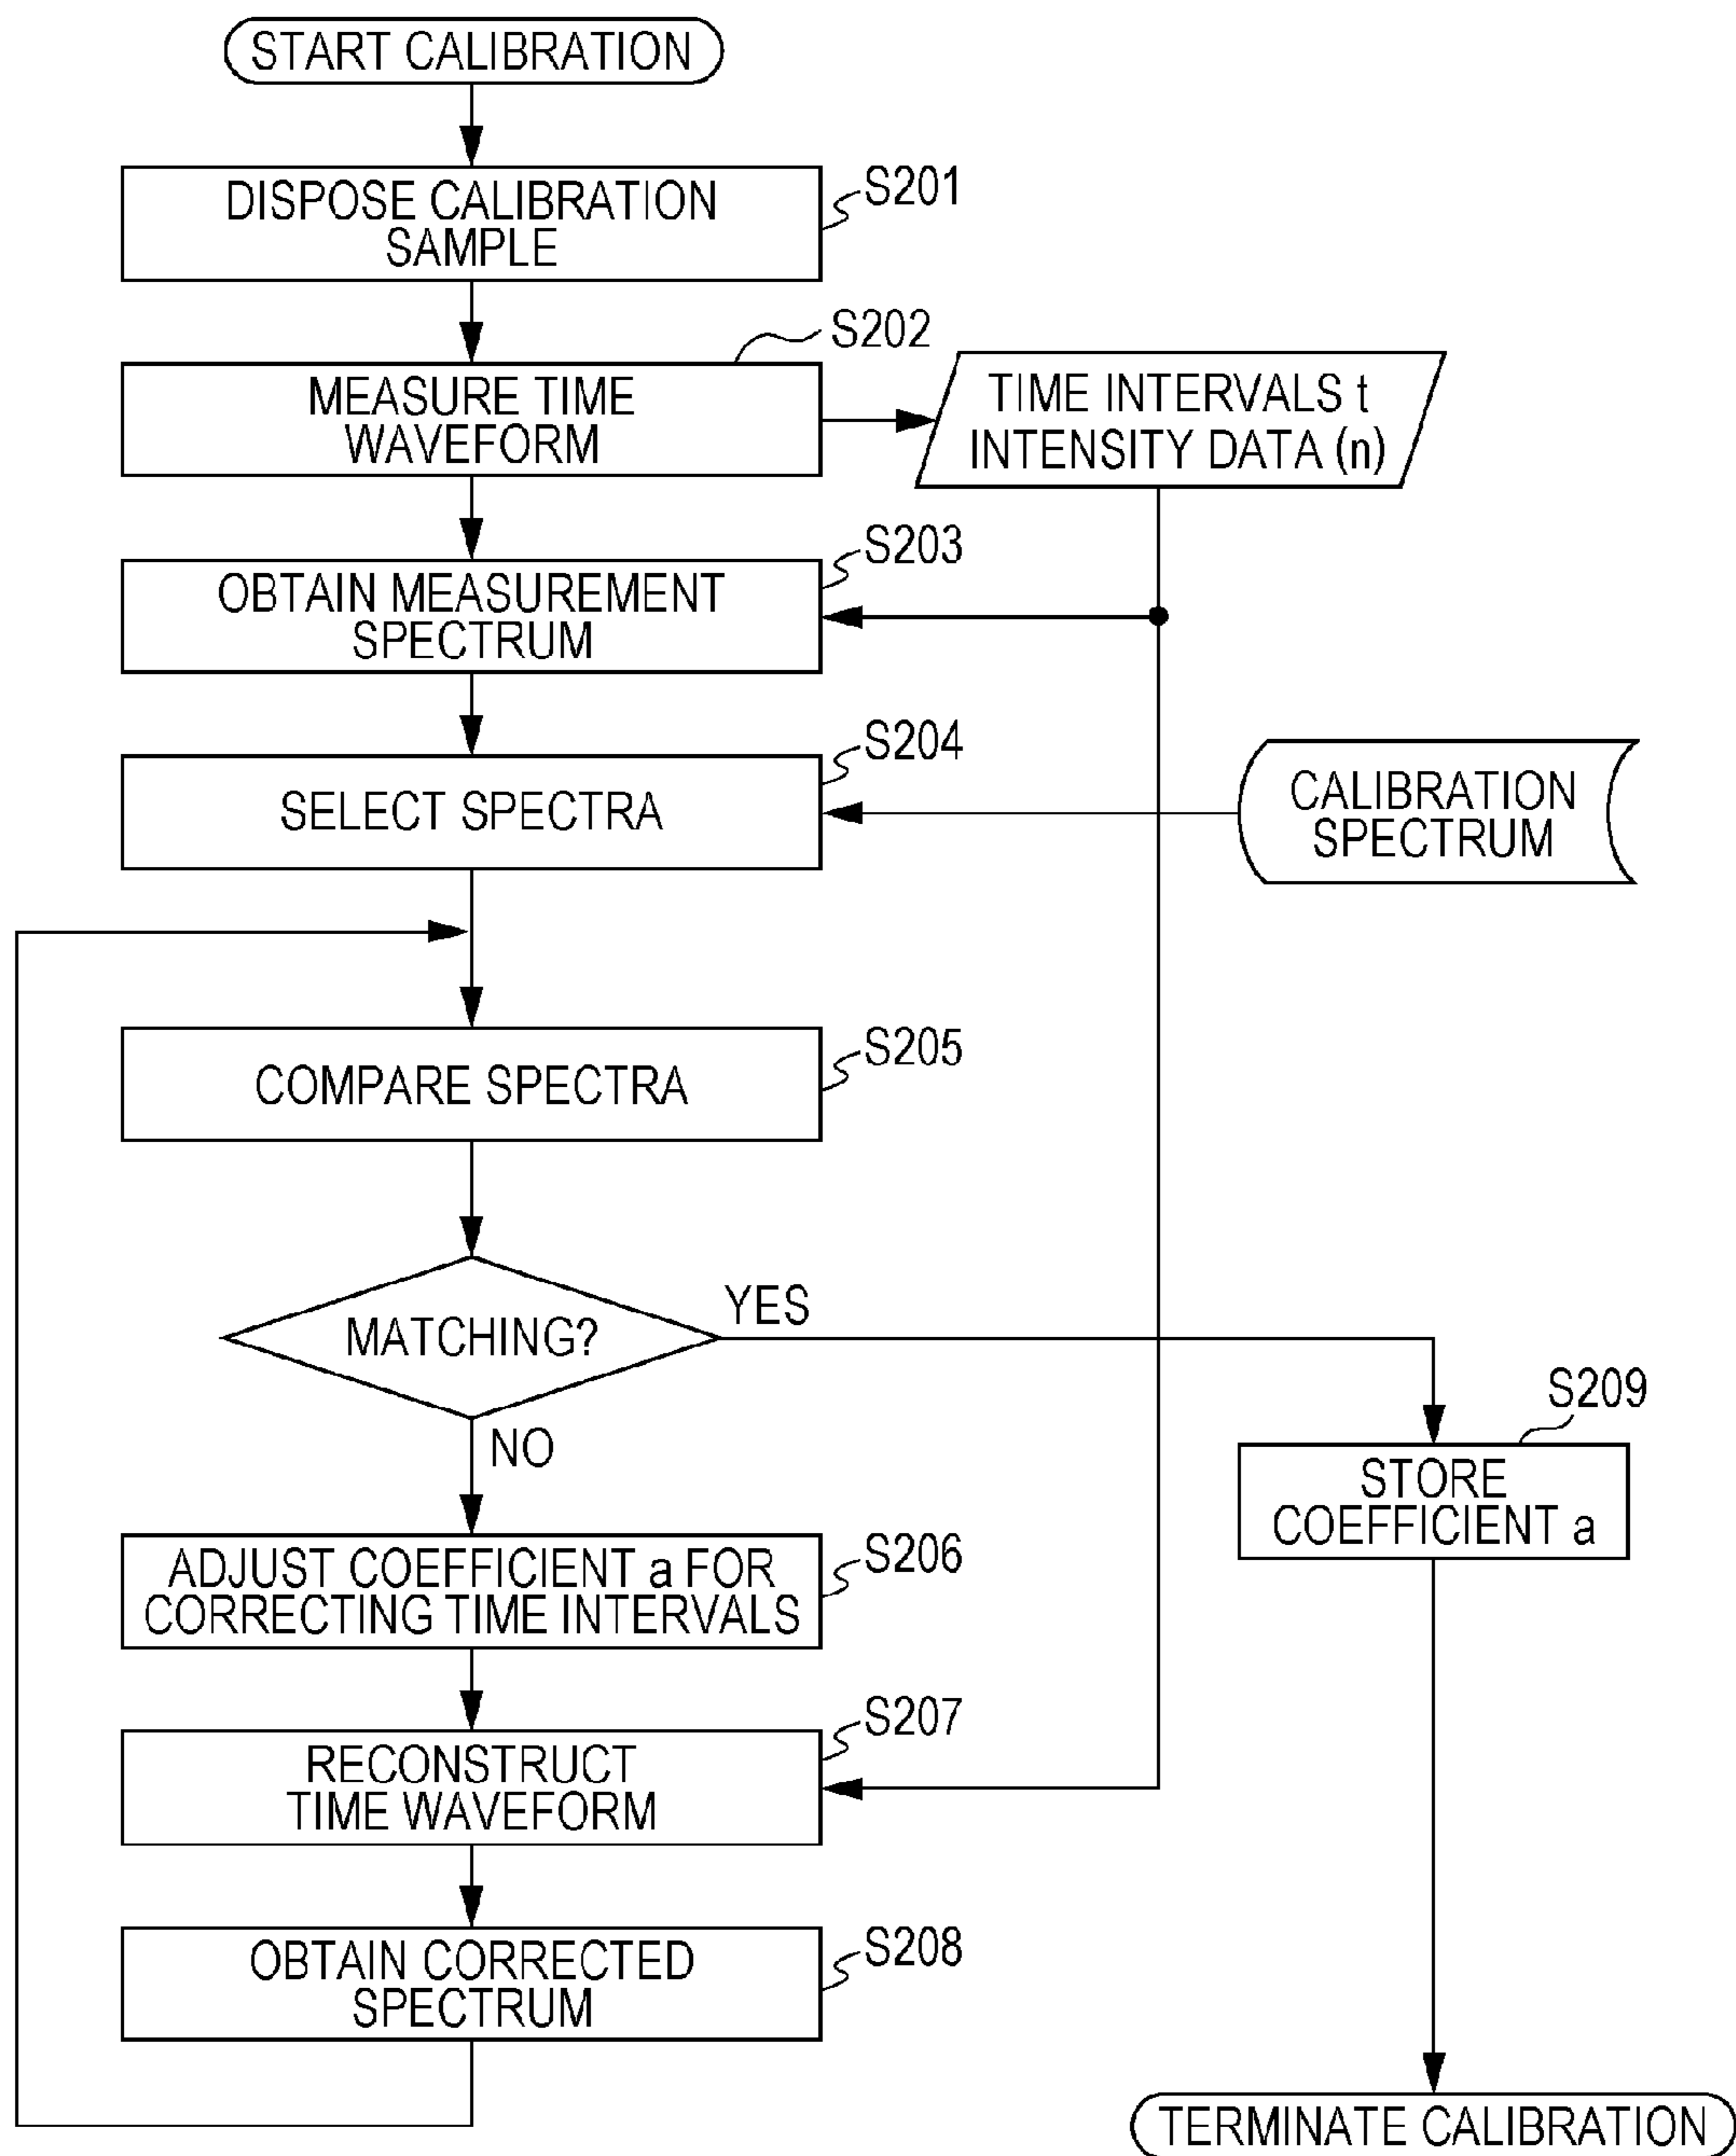 START CALIBRATION
DISPOSE CALIBRATION
SAMPLE
S201
S202
MEASURE TIME
WAVEFORM
TIME INTERVALS t
INTENSITY DATA (n)
S203
OBTAIN MEASUREMENT
SPECTRUM
S204
SELECT SPECTRA
CALIBRATION
SPECTRUM
S205
COMPARE SPECTRA
MATCHING?
YES
NO
S209
STORE
COEFFICIENT a
S206
ADJUST COEFFICIENT a FOR
CORRECTING TIME INTERVALS
S207
RECONSTRUCT
TIME WAVEFORM
S208
OBTAIN CORRECTED
SPECTRUM
TERMINATE CALIBRATION